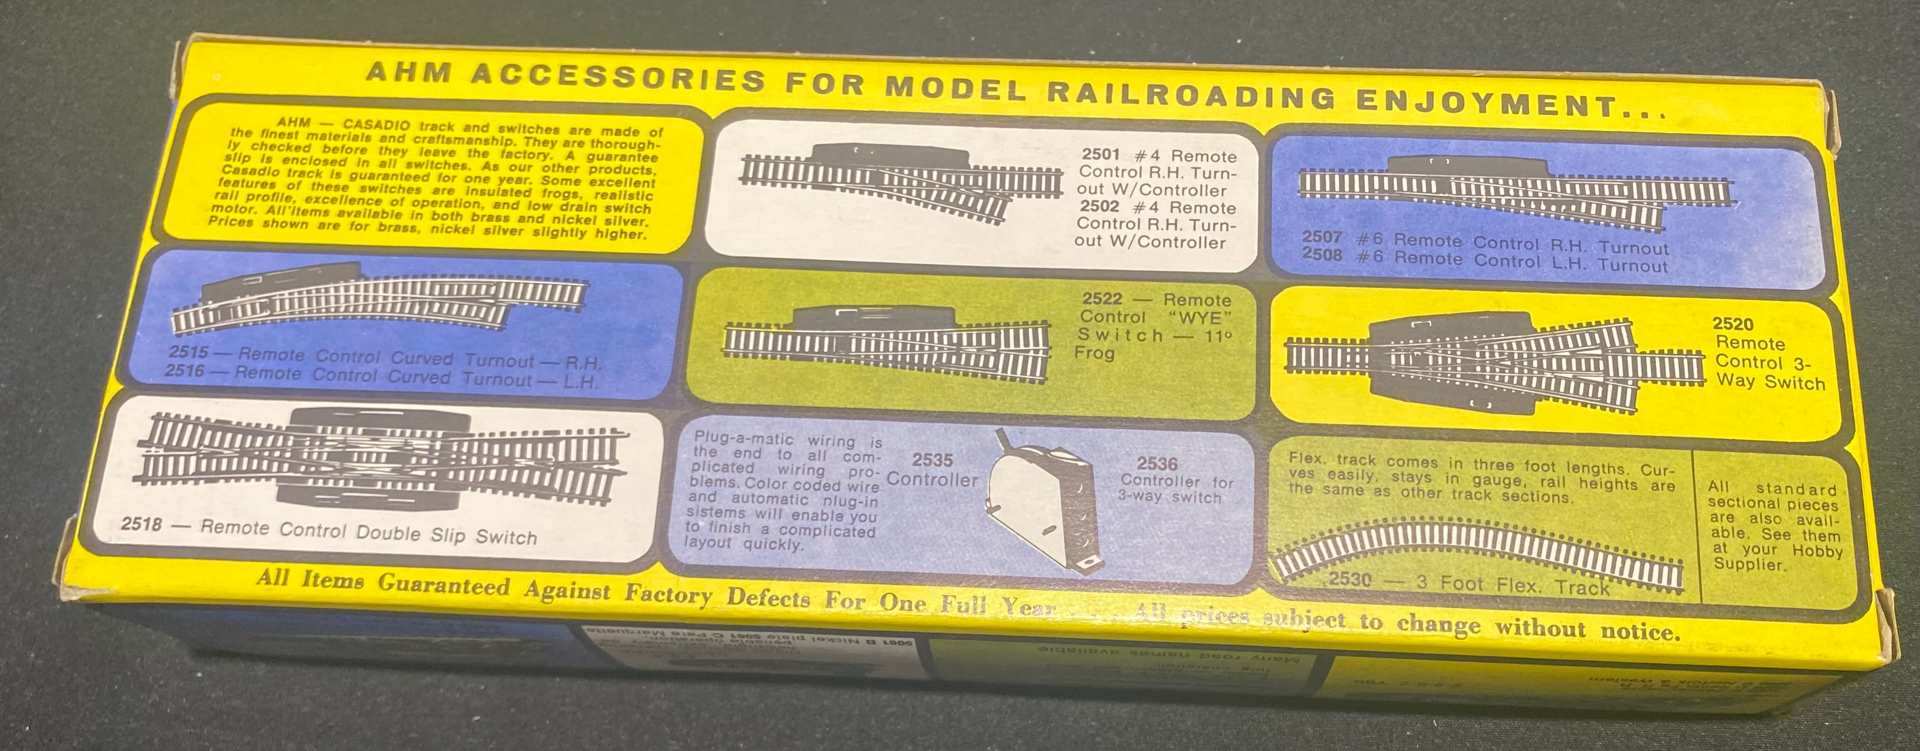 AHM ACCESSORIES FOR MODEL RAILROADING ENJOYMENT...
AHM — CASADIO track and switches are made of
the finest materials and craftsmanship. They are thorough-
ly checked before they leave the factory. A guarantee
slip is enclosed in all switches. As our other products,
Casadio track is guaranteed for one year. Some excellent
features of these switches are insulated frogs, realistic
rail profile, excellence of operation, and low drain switch
motor. All items available in both brass and nickel silver.
Prices shown are for brass, nickel silver slightly higher.
2501 #4 Remote
Control R.H. Turn-
out W/Controller
2502 #4 Remote
Control R.H. Turn-
out W/Controller
2507 #6 Remote Control R.H. Turnout
2508 #6 Remote Control L.H. Turnout
2515 — Remote Control Curved Turnout — R.H.
2516 — Remote Control Curved Turnout — L.H.
2522 — Remote
Control "WYE"
Switch — 11º
Frog
2520
Remote
Control 3-
Way Switch
2518 — Remote Control Double Slip Switch
Plug-a-matic wiring is
the end to all com-
plicated wiring pro-
blems. Color coded wire
and automatic plug-in
sistems will enable you
to finish a complicated
layout quickly.
2535
Controller
2536
Controller for
3-way switch
Flex. track comes in three foot lengths. Cur-
ves easily, stays in gauge, rail heights are
the same as other track sections.
2530 — 3 Foot Flex. Track
All standard
sectional pieces
are also avail-
able. See them
at your Hobby
Supplier.
All Items Guaranteed Against Factory Defects For One Full Year . . . All prices subject to change without notice.
5061 B Nickel plate 5061 C Pere Marquette
Many road names available